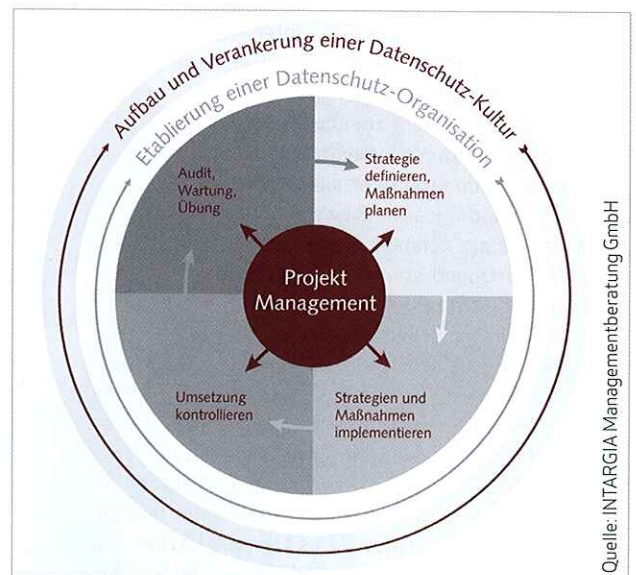 Aufbau und Verankerung einer Datenschutz-Kultur
Etablierung einer Datenschutz-Organisation
Audit,
Wartung,
Übung
Strategie
definieren,
Maßnahmen
planen
Projekt
Management
Umsetzung
kontrollieren
Strategien und
Maßnahmen
implementieren
Quelle: INTARGIA Managementberatung GmbH